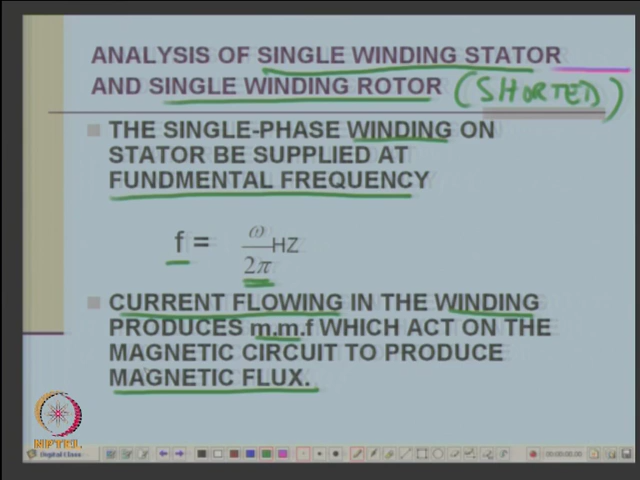 ANALYSIS OF SINGLE WINDING STATOR
AND SINGLE WINDING ROTOR (SHORTED)
THE SINGLE-PHASE WINDING ON
STATOR BE SUPPLIED AT
FUNDMENTAL FREQUENCY
f = ω/2π HZ
CURRENT FLOWING IN THE WINDING
PRODUCES m.m.f WHICH ACT ON THE
MAGNETIC CIRCUIT TO PRODUCE
MAGNETIC FLUX.
NPTEL
Digital Class